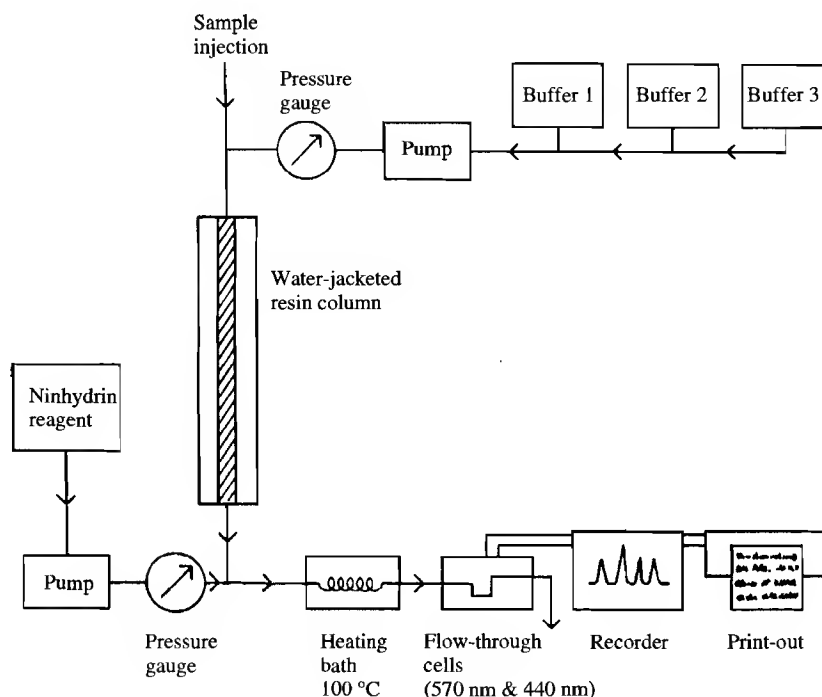 Sample
injection
Pressure
gauge
Buffer 1
Buffer 2
Buffer 3
Pump
Water-jacketed
resin column
Ninhydrin
reagent
Pump
Pressure
gauge
Heating
bath
100 °C
Flow-through
cells
(570 nm & 440 nm)
Recorder
Print-out